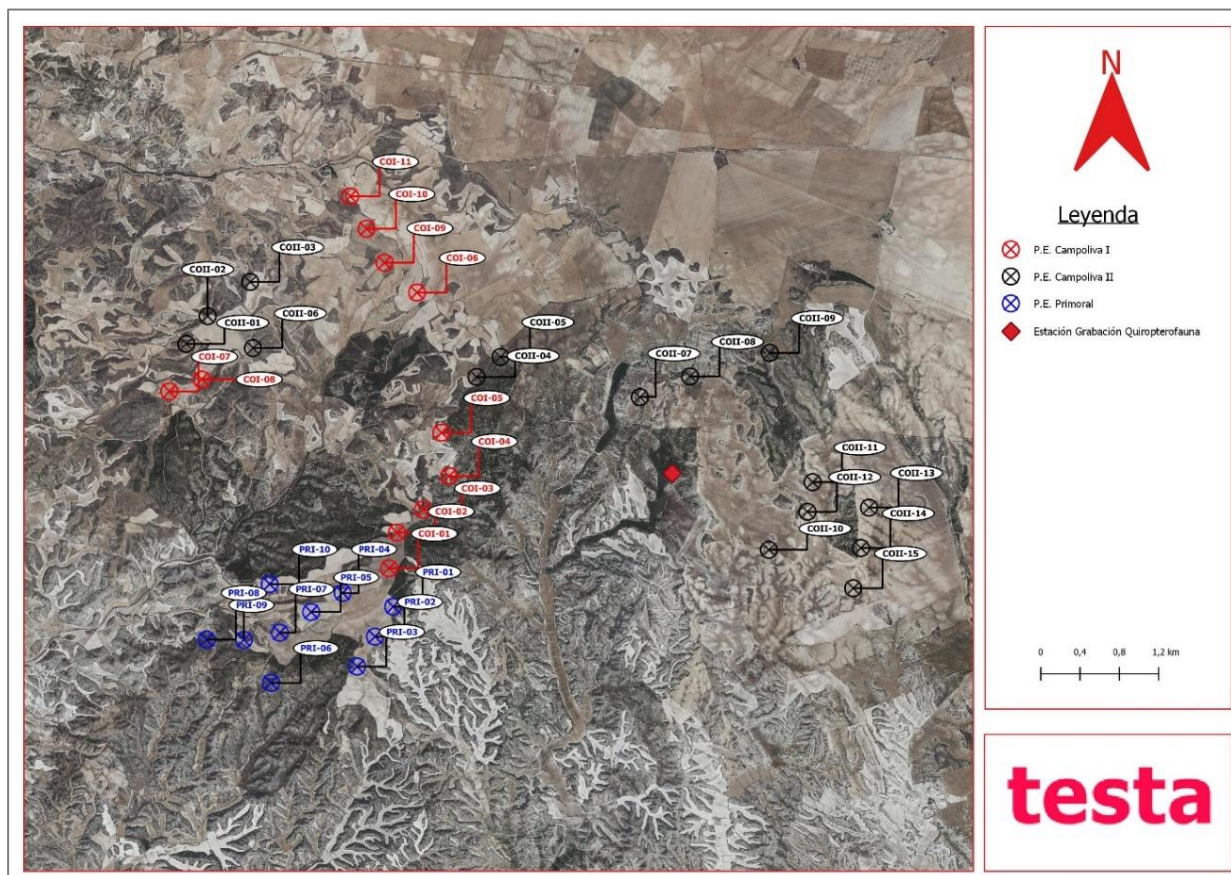 COI-11
COI-10
COI-09
COII-03
COI-06
COII-02
COII-06
COII-01
COII-05
COII-09
COII-08
COII-07
COII-04
COI-07
COI-08
COI-05
COI-04
COII-11
COII-13
COII-12
COI-03
COI-02
COII-14
COII-10
COI-01
COII-15
PRI-10
PRI-04
PRI-01
PRI-05
PRI-07
PRI-08
PRI-09
PRI-02
PRI-03
PRI-06
N
Leyenda
P.E. Campoliva I
P.E. Campoliva II
P.E. Primoral
Estación Grabación Quiropterofauna
0 0,4 0,8 1,2 km
testa